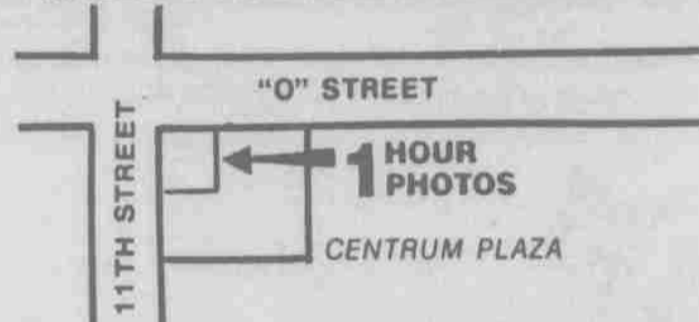 "O" STREET
11TH STREET
1 HOUR
PHOTOS
CENTRUM PLAZA